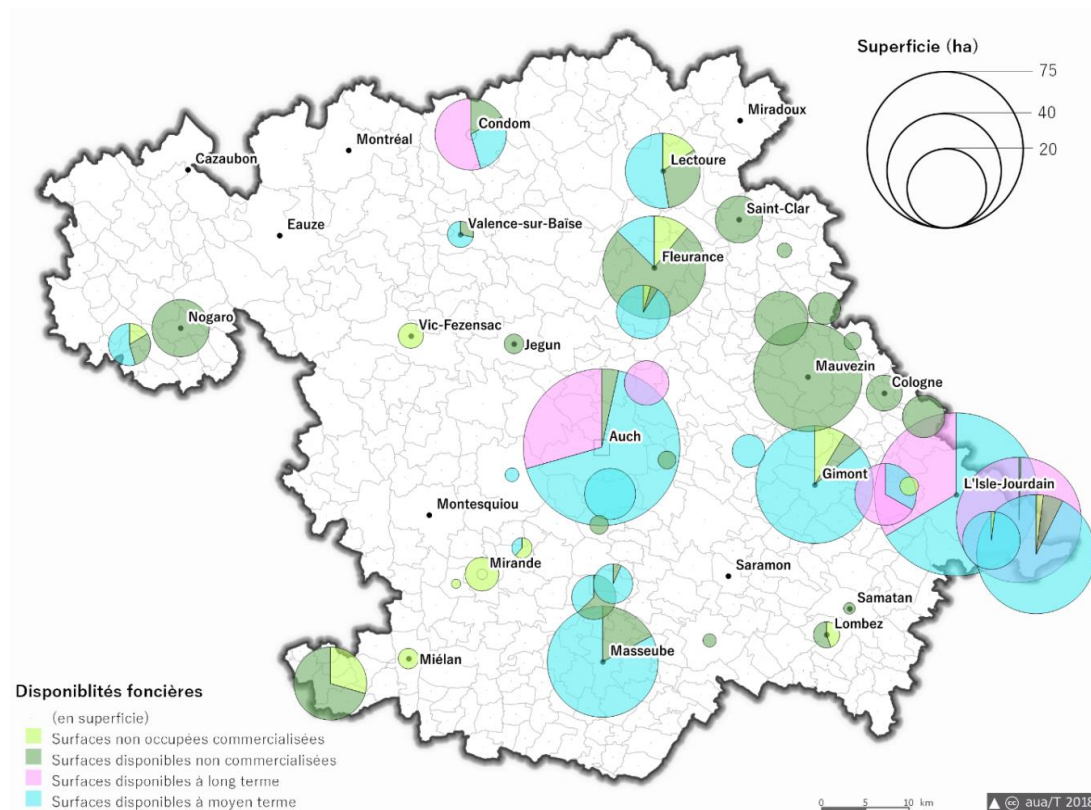 Superficie (ha)
75
40
20
Miradoux
Condom
Montréal
Cazaubon
Lectoure
Saint-Clar
Eauze
Valence-sur-Baïse
Fleurance
Nogaro
Vic-Fezensac
Jegun
Mauvezin
Cologne
Auch
Gimont
L'Isle-Jourdain
Montesquiou
Mirande
Saramon
Samatan
Lombez
Masseube
Miélan
Disponiblités foncières
(en superficie)
Surfaces non occupées commercialisées
Surfaces disponibles non commercialisées
Surfaces disponibles à long terme
Surfaces disponibles à moyen terme
0 5 10 km
cc aua/T